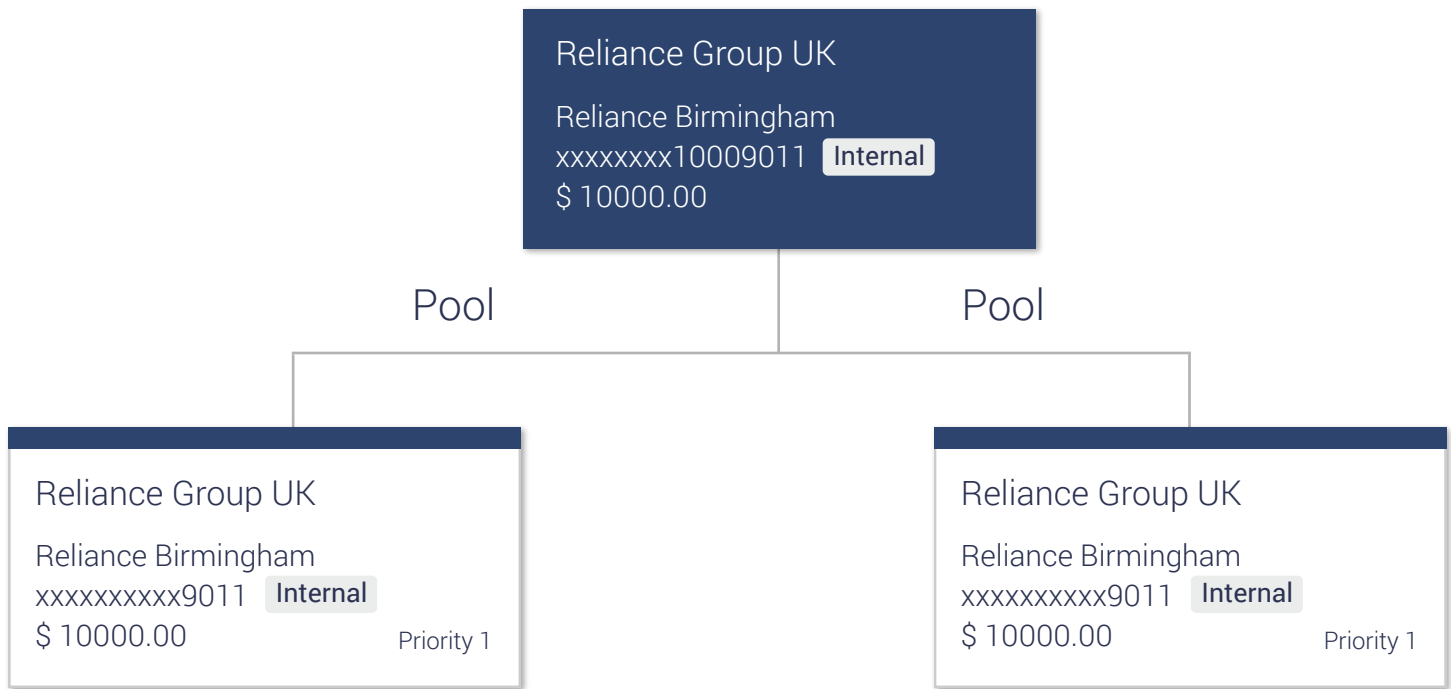 Reliance Group UK
Reliance Birmingham
xxxxxxxx10009011 Internal
$ 10000.00
Pool
Pool
Reliance Group UK
Reliance Birmingham
xxxxxxxxxx9011 Internal
$ 10000.00 Priority 1
Reliance Group UK
Reliance Birmingham
xxxxxxxxxx9011 Internal
$ 10000.00 Priority 1